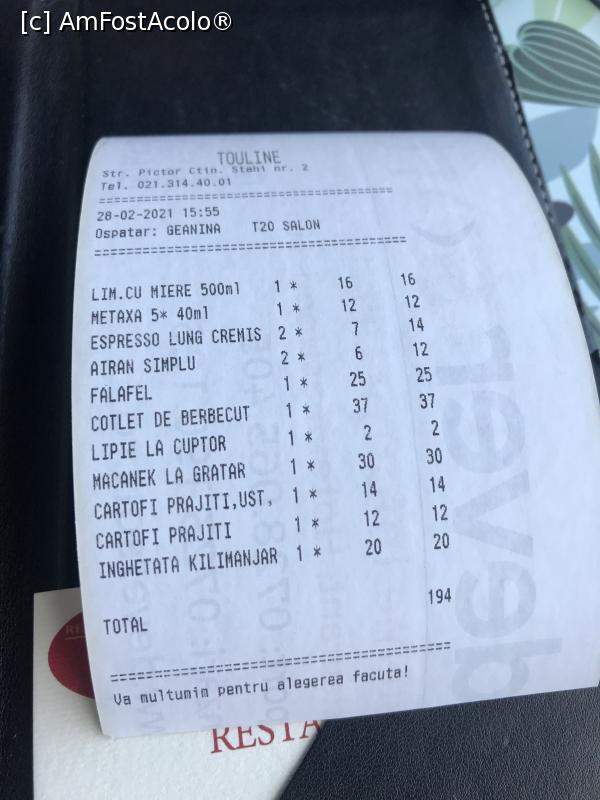 [c] AmFostAcolo®
TOULINE
Str. Pictor Ctin. Stahi nr. 2
Tel. 021.314.40.01
==========================================
28-02-2021 15:55
Ospatar: GEANINA T20 SALON
==========================================
LIM.CU MIERE 500ml 1 * 16 16
METAXA 5* 40ml 1 * 12 12
ESPRESSO LUNG CREMIS 2 * 7 14
AIRAN SIMPLU 2 * 6 12
FALAFEL 1 * 25 25
COTLET DE BERBECUT 1 * 37 37
LIPIE LA CUPTOR 1 * 2 2
MACANEK LA GRATAR 1 * 30 30
CARTOFI PRAJITI,UST, 1 * 14 14
CARTOFI PRAJITI 1 * 12 12
INGHETATA KILIMANJAR 1 * 20 20
TOTAL 194
==========================================
Va multumim pentru alegerea facuta!
RESTA